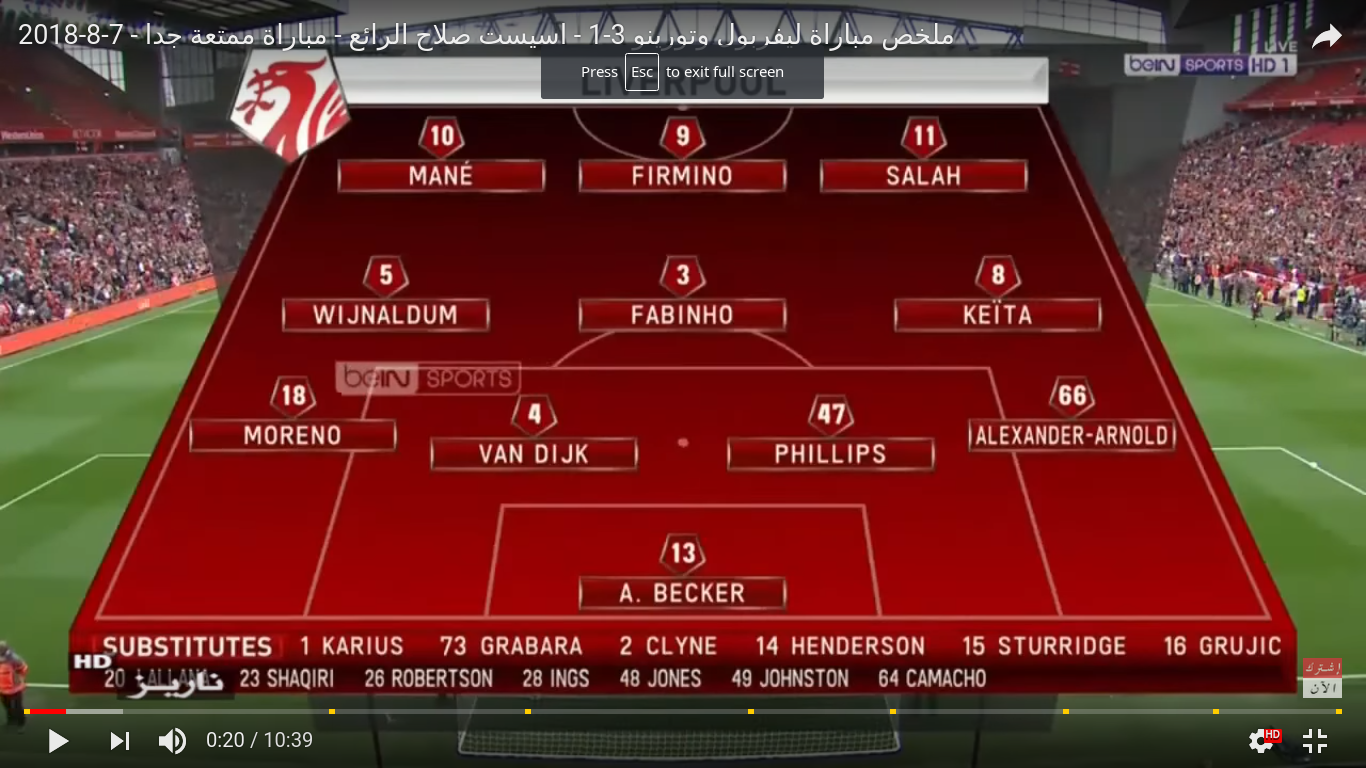 ملخص مباراة ليفربول وتورينو 3-1 - اسيست صلاح الرائع - مباراة ممتعة جدا - 7-8-2018
LIVE
beIN SPORTS HD 1
Press Esc to exit full screen
LIVERPOOL
10 9 11
MANÉ FIRMINO SALAH
5 3 8
WIJNALDUM FABINHO KEÏTA
beIN SPORTS
18 4 47 66
MORENO VAN DIJK PHILLIPS ALEXANDER-ARNOLD
13
A. BECKER
SUBSTITUTES 1 KARIUS 73 GRABARA 2 CLYNE 14 HENDERSON 15 STURRIDGE 16 GRUJIC
HD
20 LALLANA 23 SHAQIRI 26 ROBERTSON 28 INGS 48 JONES 49 JOHNSTON 64 CAMACHO
ناريـز
إشترك
الآن
0:20 / 10:39
HD